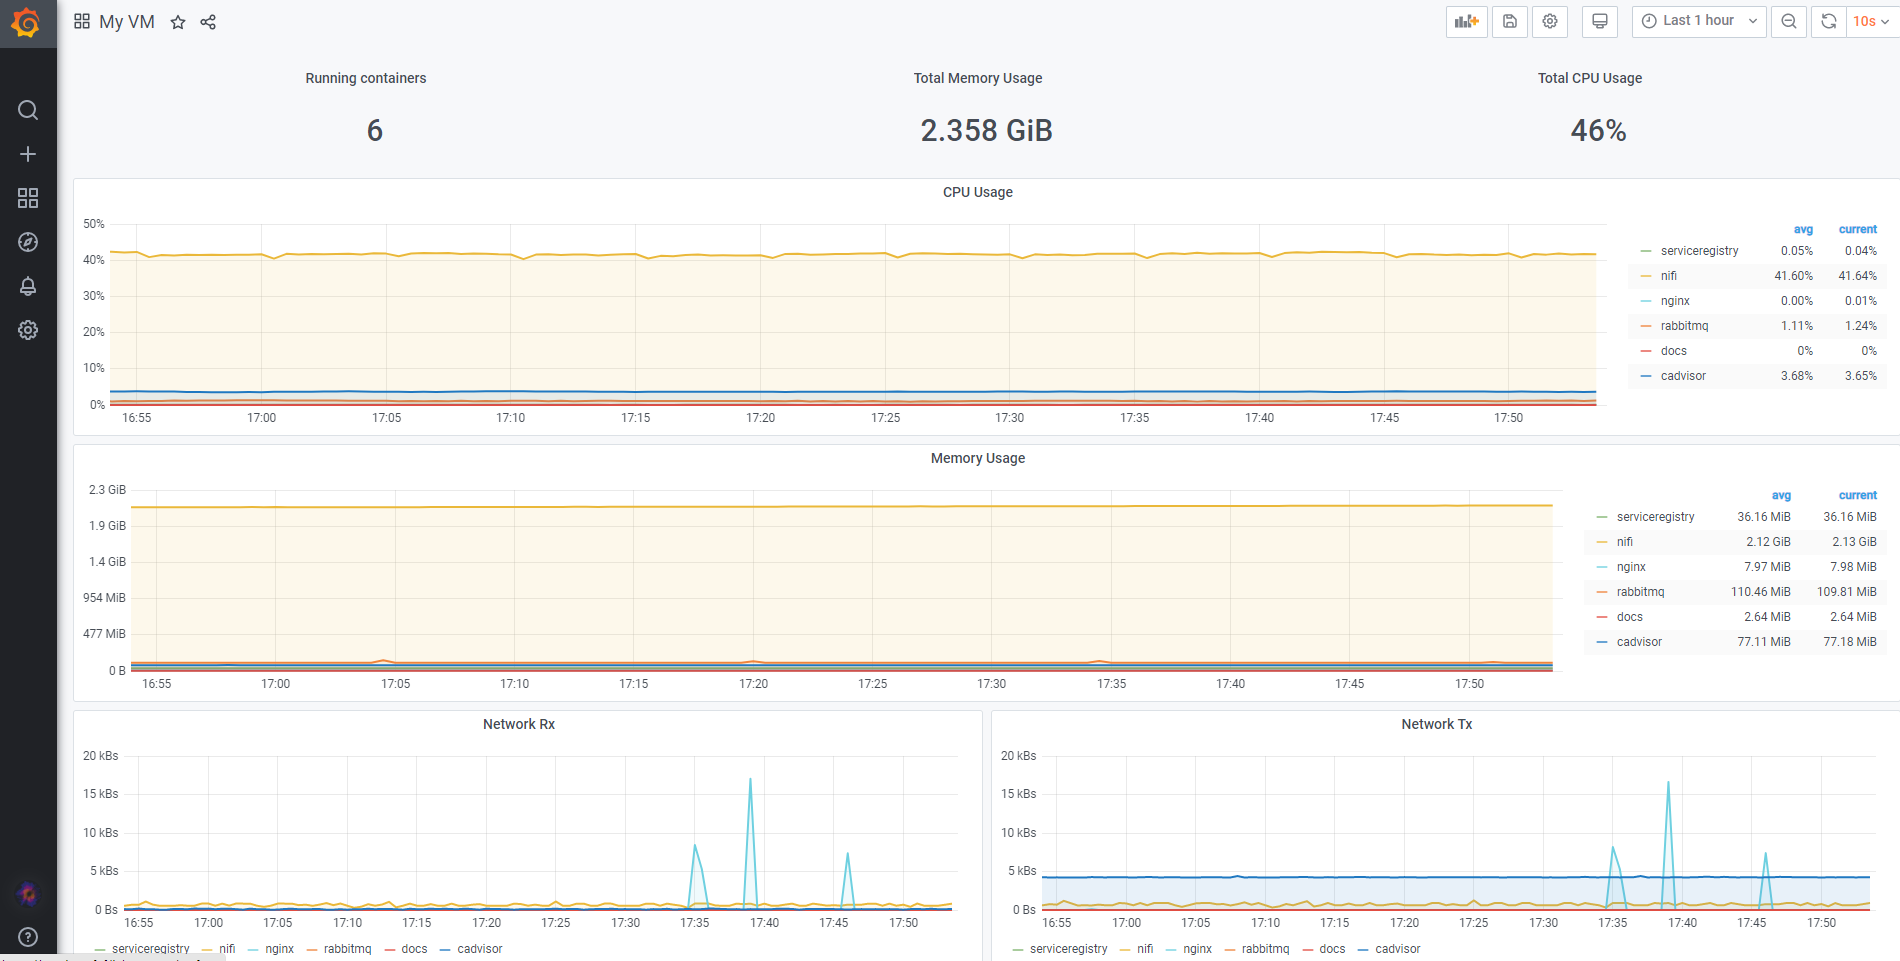 My VM
Last 1 hour
10s
Running containers
Total Memory Usage
Total CPU Usage
6
2.358 GiB
46%
CPU Usage
50%
40%
30%
20%
10%
0%
16:55 17:00 17:05 17:10 17:15 17:20 17:25 17:30 17:35 17:40 17:45 17:50
avg current
serviceregistry 0.05% 0.04%
nifi 41.60% 41.64%
nginx 0.00% 0.01%
rabbitmq 1.11% 1.24%
docs 0% 0%
cadvisor 3.68% 3.65%
Memory Usage
2.3 GiB
1.9 GiB
1.4 GiB
954 MiB
477 MiB
0 B
16:55 17:00 17:05 17:10 17:15 17:20 17:25 17:30 17:35 17:40 17:45 17:50
avg current
serviceregistry 36.16 MiB 36.16 MiB
nifi 2.12 GiB 2.13 GiB
nginx 7.97 MiB 7.98 MiB
rabbitmq 110.46 MiB 109.81 MiB
docs 2.64 MiB 2.64 MiB
cadvisor 77.11 MiB 77.18 MiB
Network Rx
20 kBs
15 kBs
10 kBs
5 kBs
0 Bs
16:55 17:00 17:05 17:10 17:15 17:20 17:25 17:30 17:35 17:40 17:45 17:50
serviceregistry nifi nginx rabbitmq docs cadvisor
Network Tx
20 kBs
15 kBs
10 kBs
5 kBs
0 Bs
16:55 17:00 17:05 17:10 17:15 17:20 17:25 17:30 17:35 17:40 17:45 17:50
serviceregistry nifi nginx rabbitmq docs cadvisor